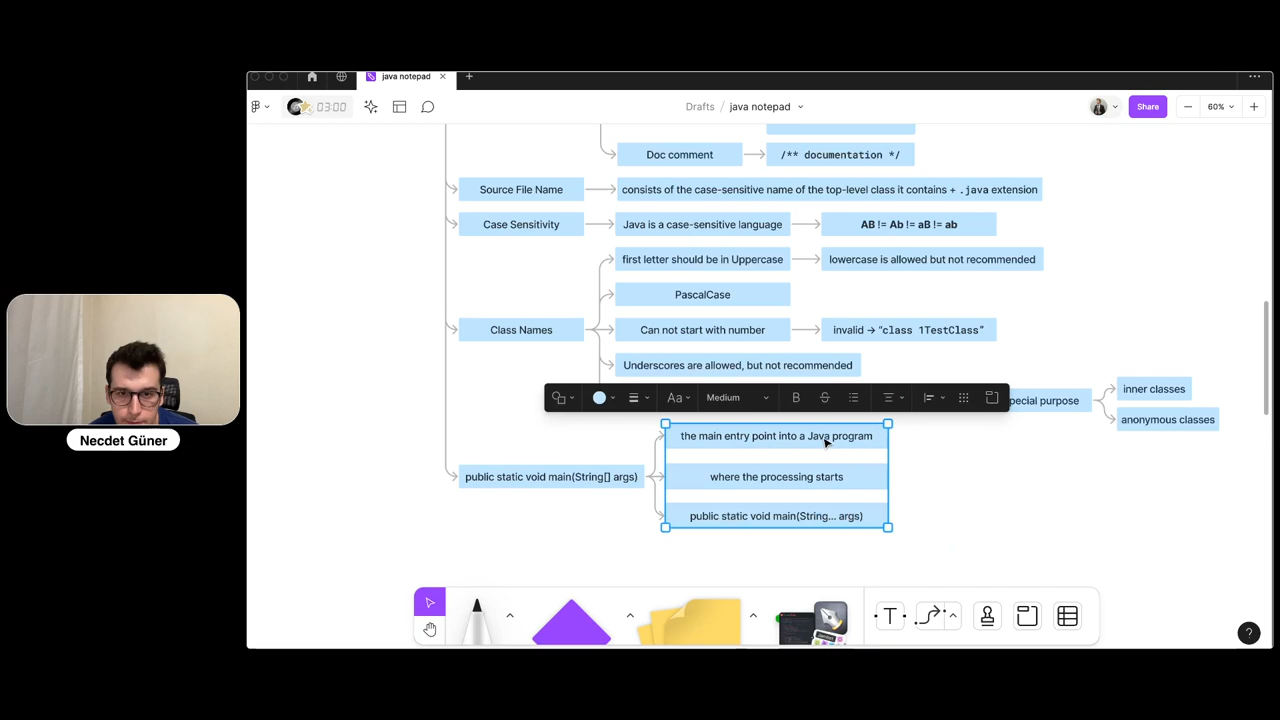 java notepad
03:00
Drafts / java notepad
Share
60%
Doc comment
/** documentation */
Source File Name
consists of the case-sensitive name of the top-level class it contains + .java extension
Case Sensitivity
Java is a case-sensitive language
AB != Ab != aB != ab
first letter should be in Uppercase
lowercase is allowed but not recommended
PascalCase
Class Names
Can not start with number
invalid → “class 1TestClass”
Underscores are allowed, but not recommended
Aa
Medium
B
S
pecial purpose
inner classes
anonymous classes
the main entry point into a Java program
public static void main(String[] args)
where the processing starts
public static void main(String... args)
Necdet Güner
T
?